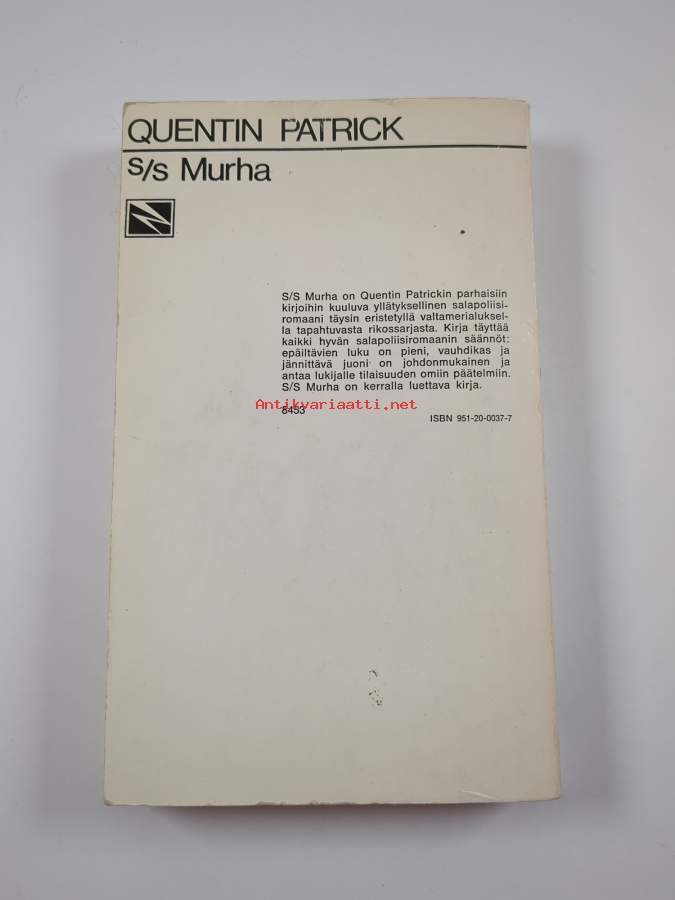 QUENTIN PATRICK
S/s Murha
S/S Murha on Quentin Patrickin parhaisiin
kirjoihin kuuluva yllätyksellinen salapoliisi-
romaani täysin eristetyllä valtamerialuksel-
la tapahtuvasta rikossarjasta. Kirja täyttää
kaikki hyvän salapoliisiromaanin säännöt:
epäiltävien luku on pieni, vauhdikas ja
jännittävä juoni on johdonmukainen ja
antaa lukijalle tilaisuuden omiin päätelmiin.
S/S Murha on kerralla luettava kirja.
Antikvariaatti.net
8453
ISBN 951-20-0037-7